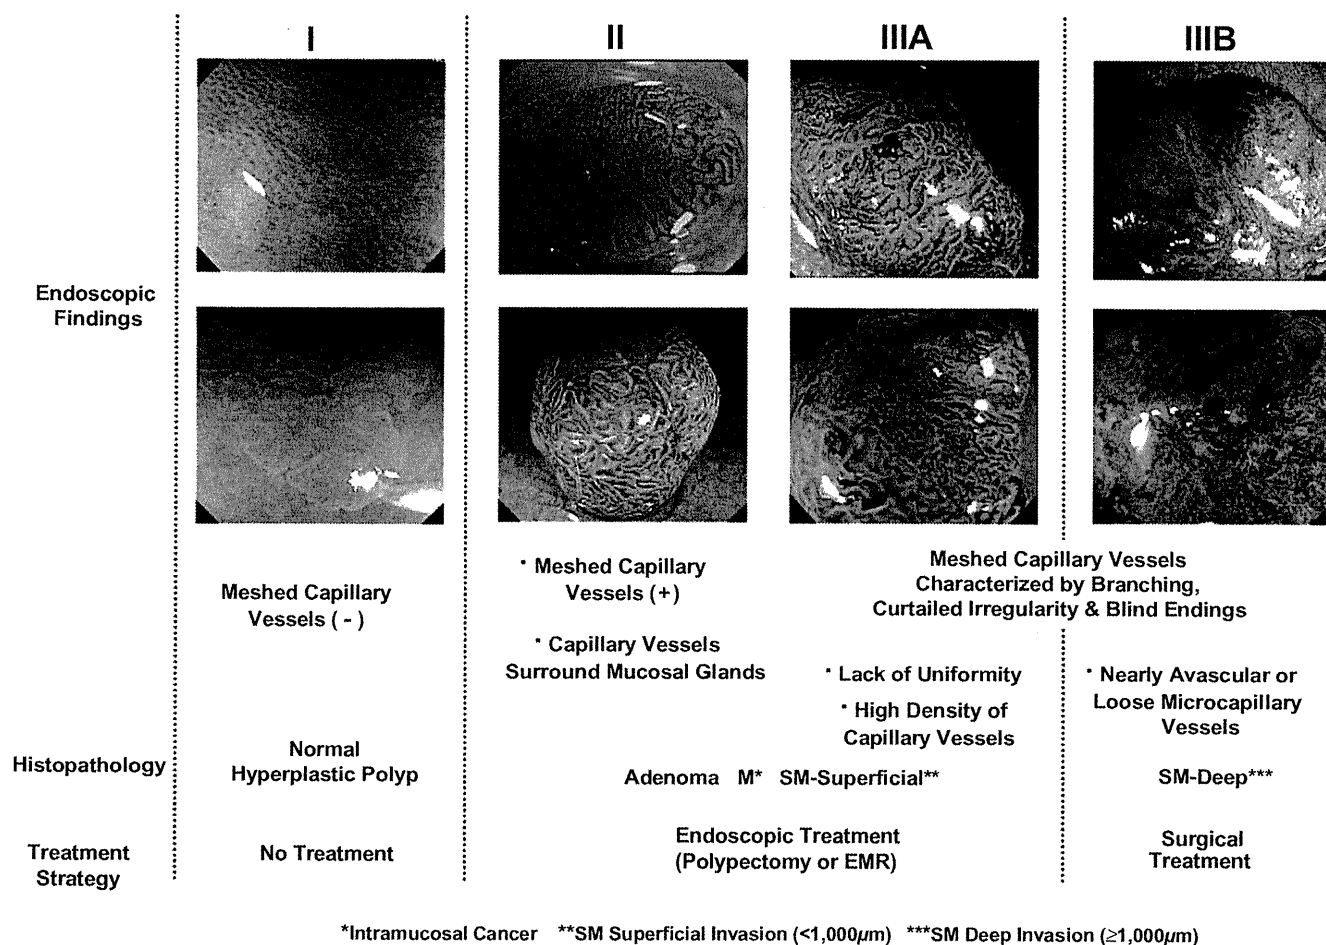 I
II
IIIA
IIIB
Endoscopic
Findings
Meshed Capillary
Vessels ( - )
· Meshed Capillary
Vessels (+)
· Capillary Vessels
Surround Mucosal Glands
Meshed Capillary Vessels
Characterized by Branching,
Curtailed Irregularity & Blind Endings
· Lack of Uniformity
· High Density of
Capillary Vessels
· Nearly Avascular or
Loose Microcapillary
Vessels
Histopathology
Normal
Hyperplastic Polyp
Adenoma M* SM-Superficial**
SM-Deep***
Treatment
Strategy
No Treatment
Endoscopic Treatment
(Polypectomy or EMR)
Surgical
Treatment
*Intramucosal Cancer **SM Superficial Invasion (<1,000µm) ***SM Deep Invasion (≥1,000µm)